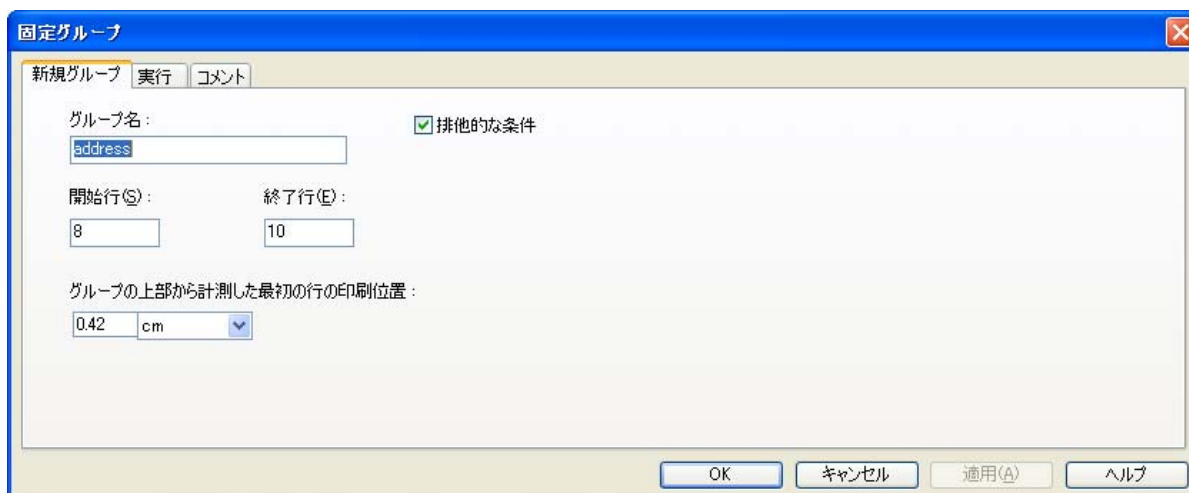 固定グループ
新規グループ 実行 コメント
グループ名:
排他的な条件
address
開始行(S): 終了行(E):
8 10
グループの上部から計測した最初の行の印刷位置:
0.42 cm
OK キャンセル 適用(A) ヘルプ